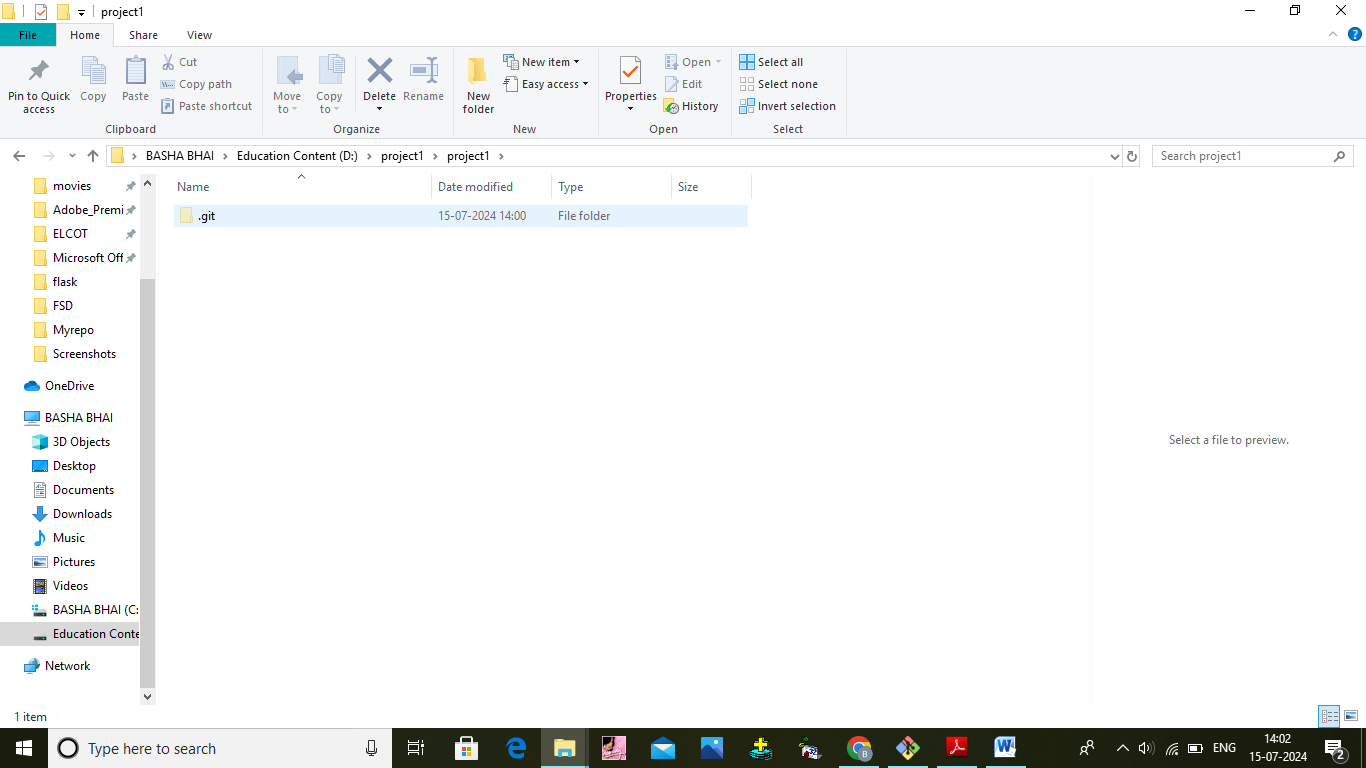 project1
File Home Share View
Pin to Quick access
Copy
Paste
Cut
Copy path
Paste shortcut
Clipboard
Move to
Copy to
Delete
Rename
Organize
New folder
New item
Easy access
New
Properties
Open
Edit
History
Open
Select all
Select none
Invert selection
Select
BASHA BHAI > Education Content (D:) > project1 > project1 >
Search project1
movies
Adobe_Premi
ELCOT
Microsoft Off
flask
FSD
Myrepo
Screenshots
OneDrive
BASHA BHAI
3D Objects
Desktop
Documents
Downloads
Music
Pictures
Videos
BASHA BHAI (C:
Education Conte
Network
Name Date modified Type Size
.git 15-07-2024 14:00 File folder
Select a file to preview.
1 item
Type here to search
ENG
14:02
15-07-2024
2